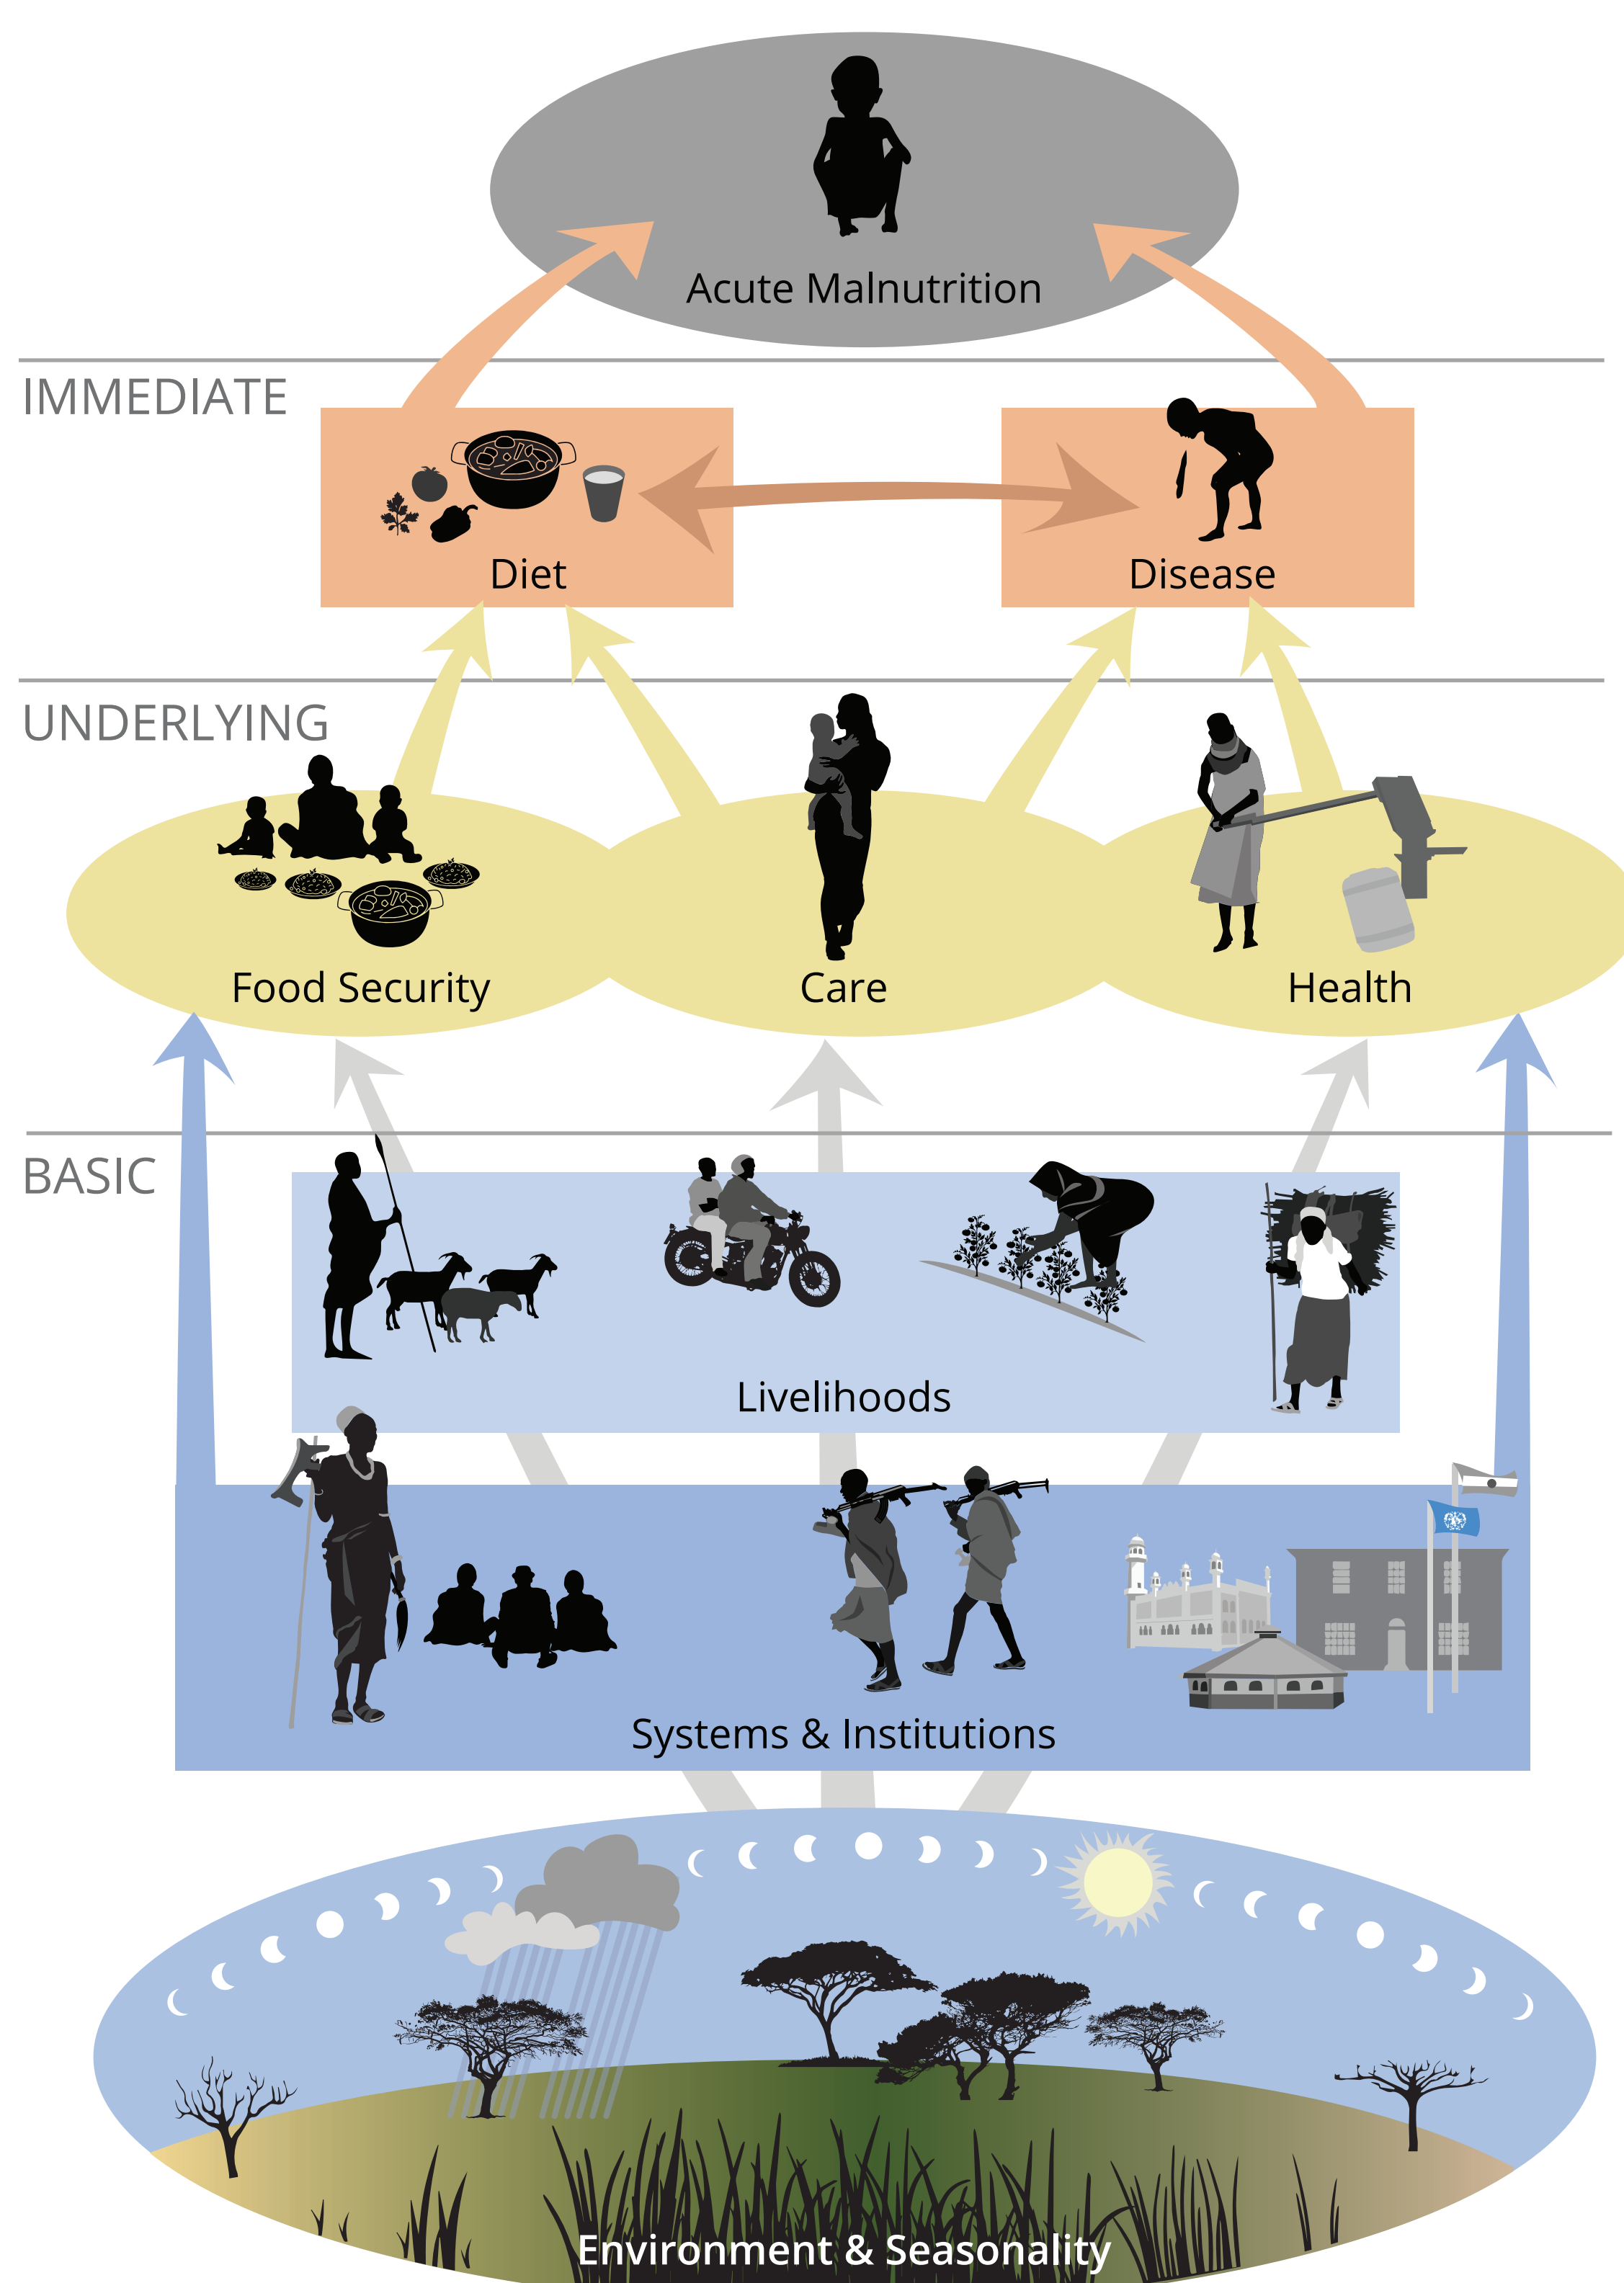 Acute Malnutrition
IMMEDIATE
Diet
Disease
UNDERLYING
Food Security
Care
Health
BASIC
Livelihoods
Systems & Institutions
Environment & Seasonality